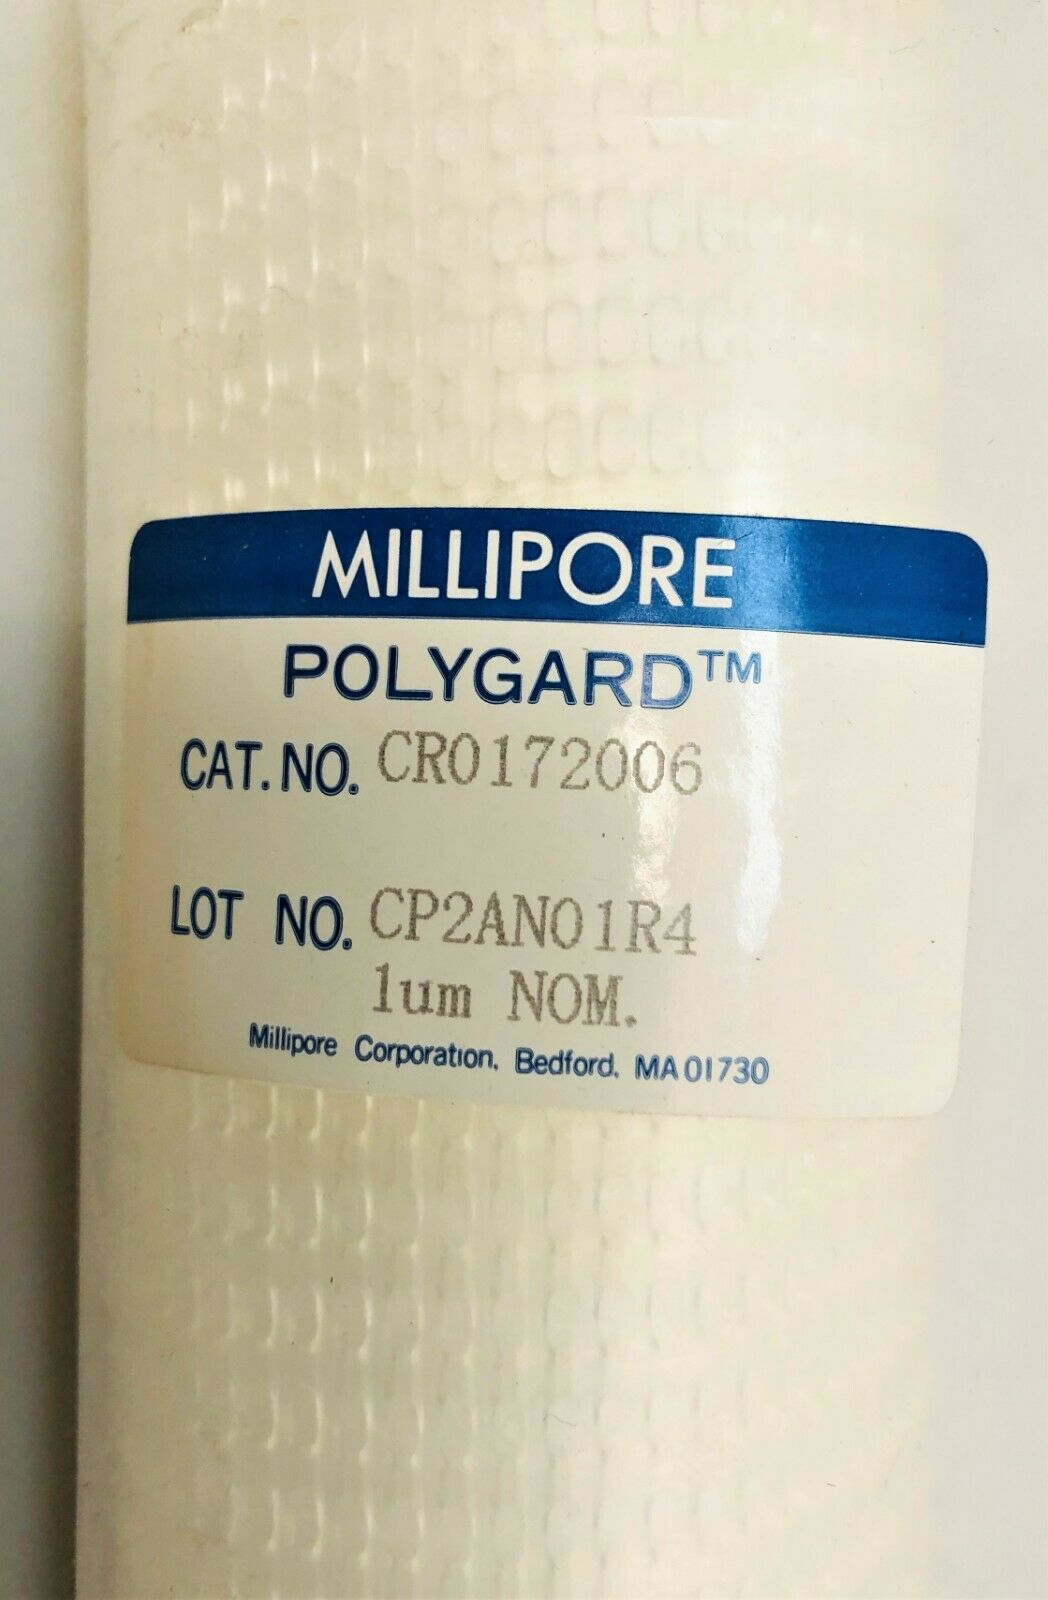 MILLIPORE
POLYGARD™
CAT. NO. CR0172006
LOT NO. CP2AN01R4
1um NOM.
Millipore Corporation, Bedford, MA 01730